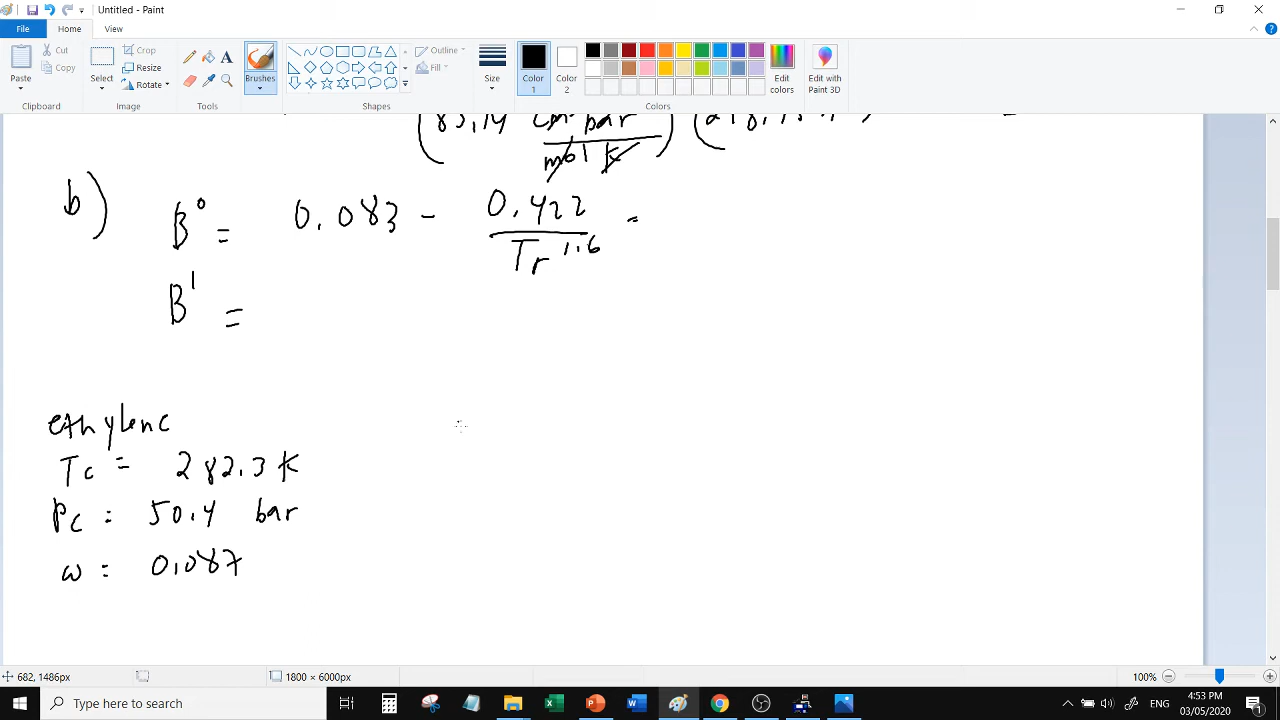 Untitled - Paint
File Home View
Paste
Cut
Copy
Clipboard
Select
Crop
Resize
Rotate
Image
Tools
Brushes
Shapes
Outline
Fill
Size
Color 1
Color 2
Colors
Edit colors
Edit with Paint 3D
bar
mol K
b) B⁰ = 0.083 - 0.422 =
Tr 1.6
B¹ =
ethylene
Tc = 282.3 K
Pc = 50.4 bar
ω = 0.087
682, 1486px
1800 × 6000px
100%
Type here to search
ENG
4:53 PM
03/05/2020